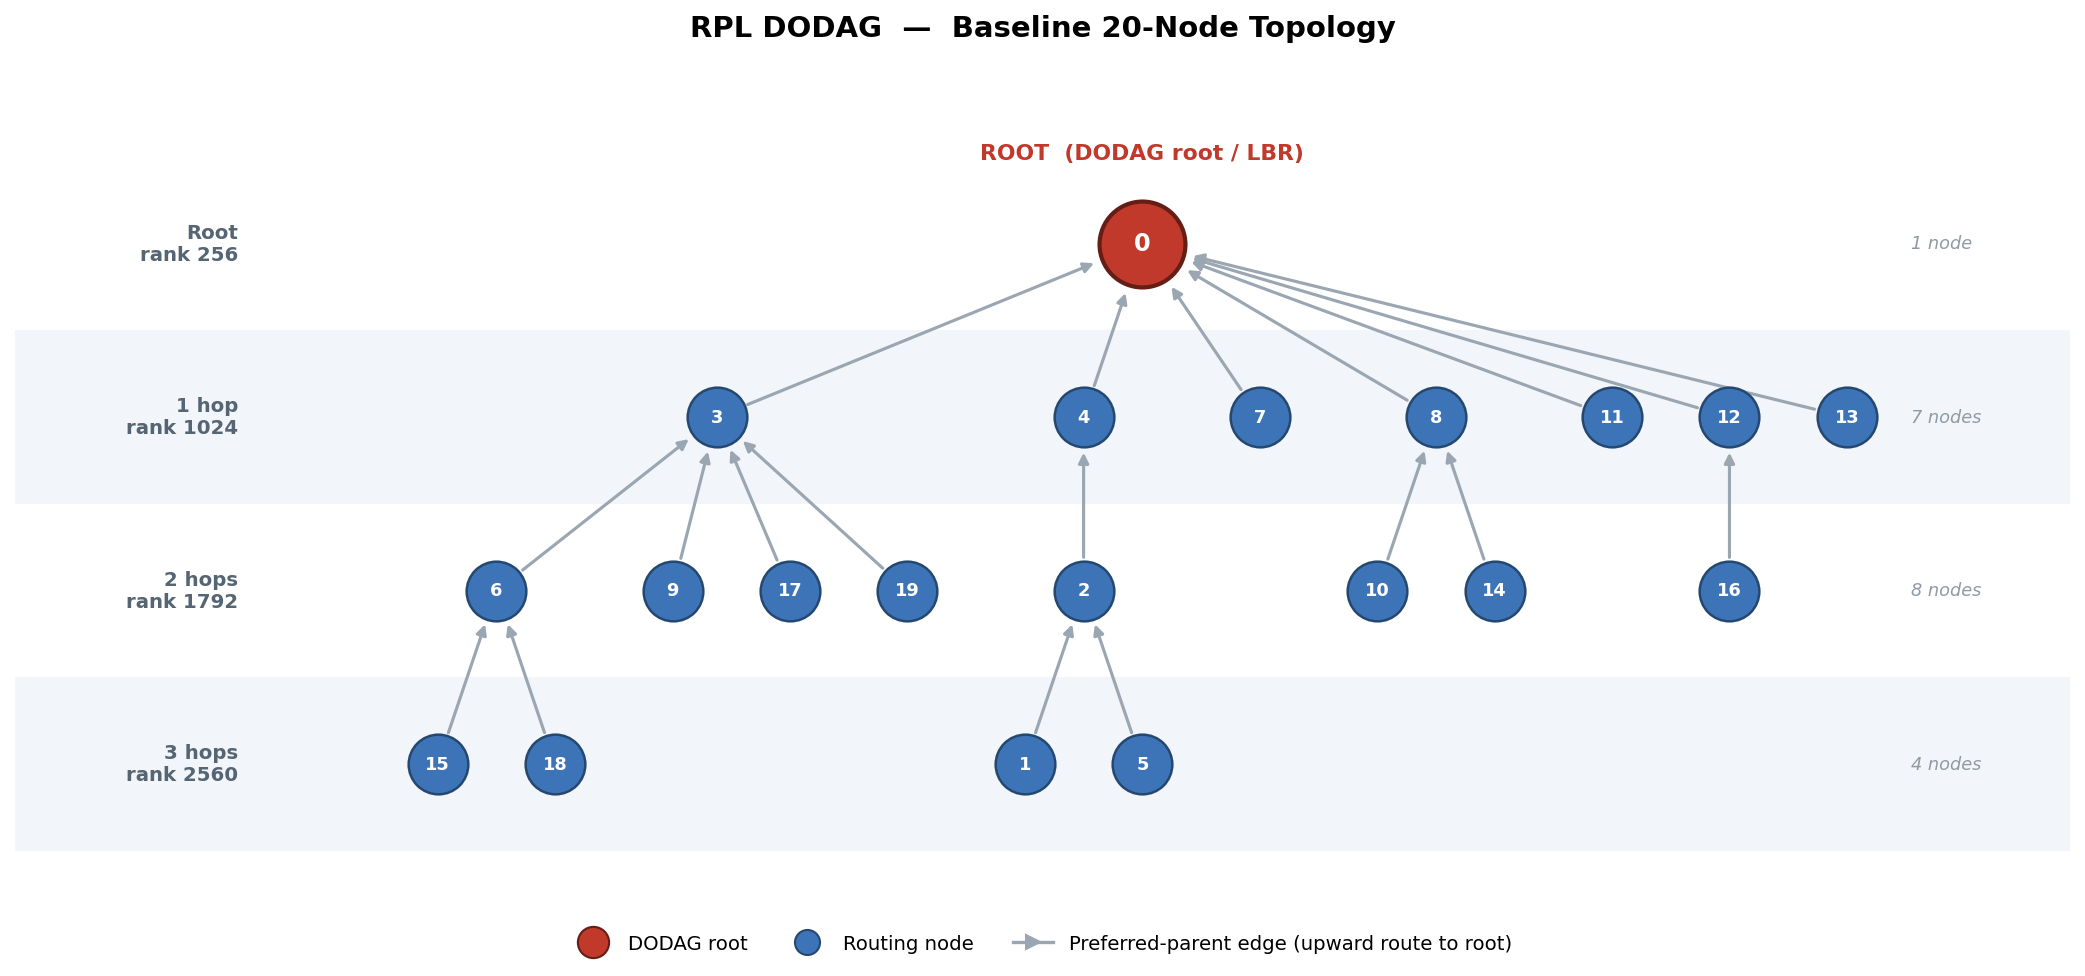 RPL DODAG — Baseline 20-Node Topology
ROOT (DODAG root / LBR)
Root
rank 256
0
1 node
1 hop
rank 1024
3
4
7
8
11
12
13
7 nodes
2 hops
rank 1792
6
9
17
19
2
10
14
16
8 nodes
3 hops
rank 2560
15
18
1
5
4 nodes
DODAG root
Routing node
Preferred-parent edge (upward route to root)